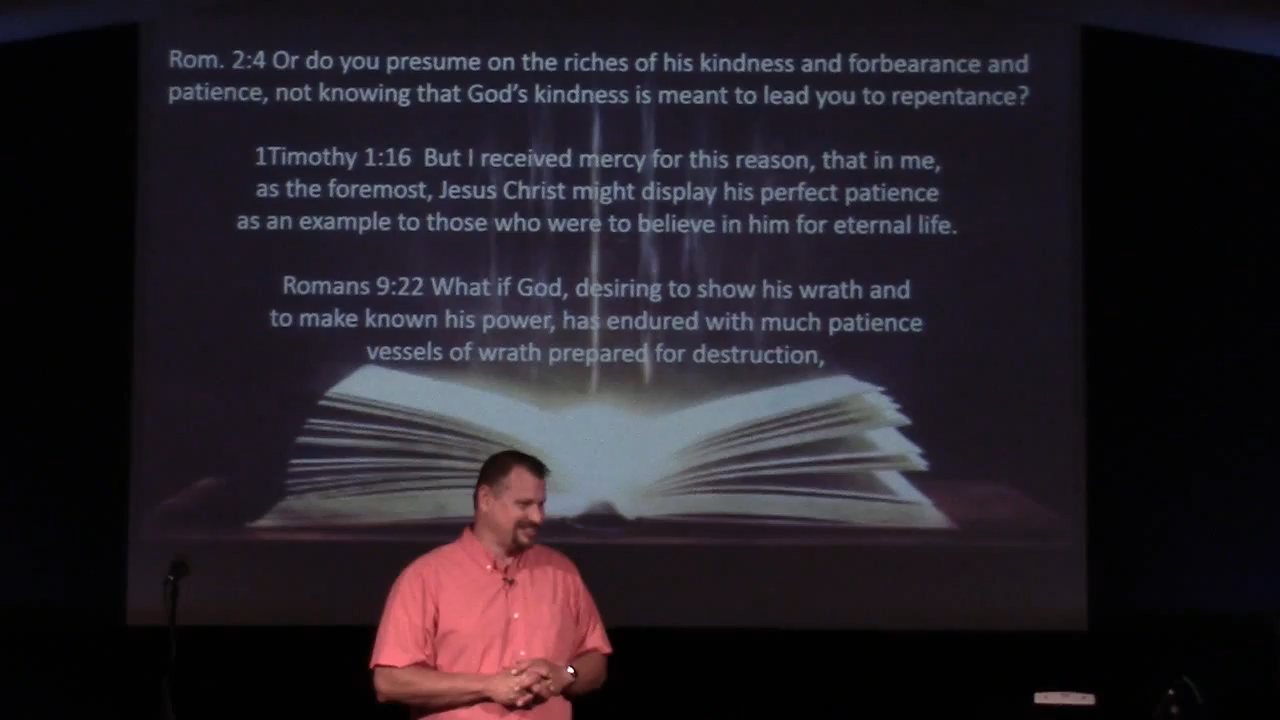 Rom. 2:4 Or do you presume on the riches of his kindness and forbearance and
patience, not knowing that God's kindness is meant to lead you to repentance?
1Timothy 1:16 But I received mercy for this reason, that in me,
as the foremost, Jesus Christ might display his perfect patience
as an example to those who were to believe in him for eternal life.
Romans 9:22 What if God, desiring to show his wrath and
to make known his power, has endured with much patience
vessels of wrath prepared for destruction,